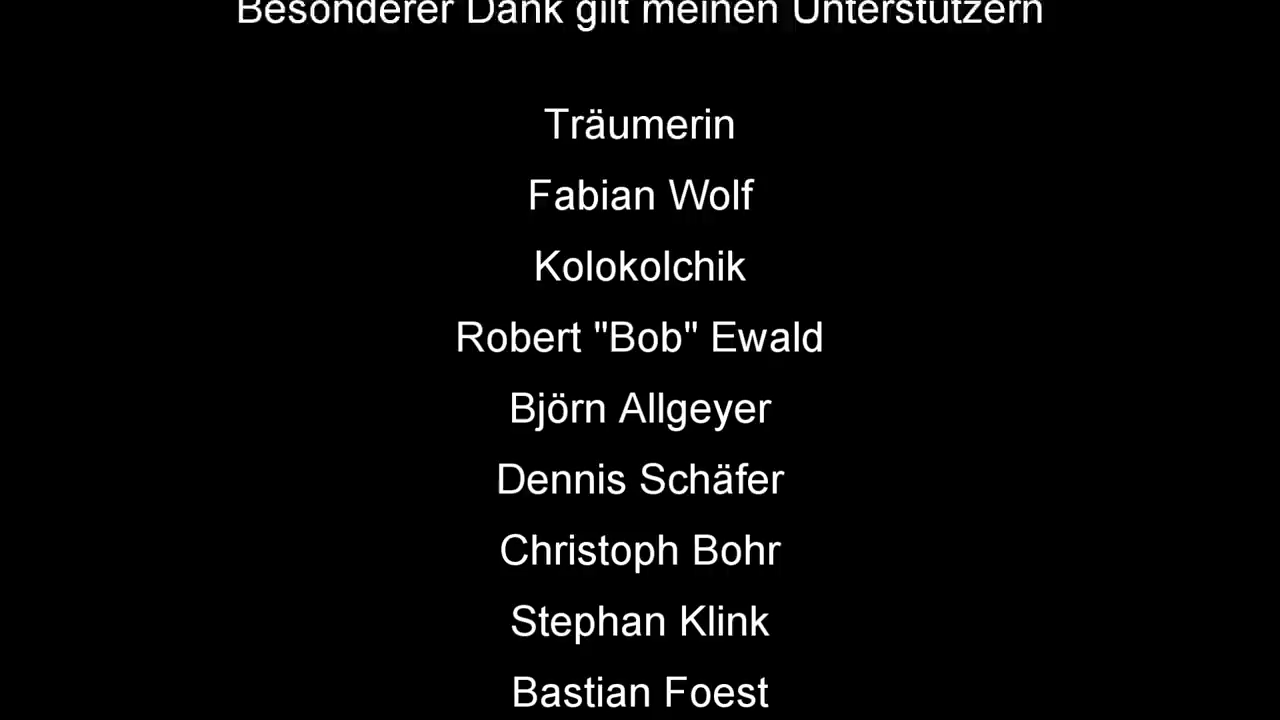 Besonderer Dank gilt meinen Unterstützern
Träumerin
Fabian Wolf
Kolokolchik
Robert "Bob" Ewald
Björn Allgeyer
Dennis Schäfer
Christoph Bohr
Stephan Klink
Bastian Foest